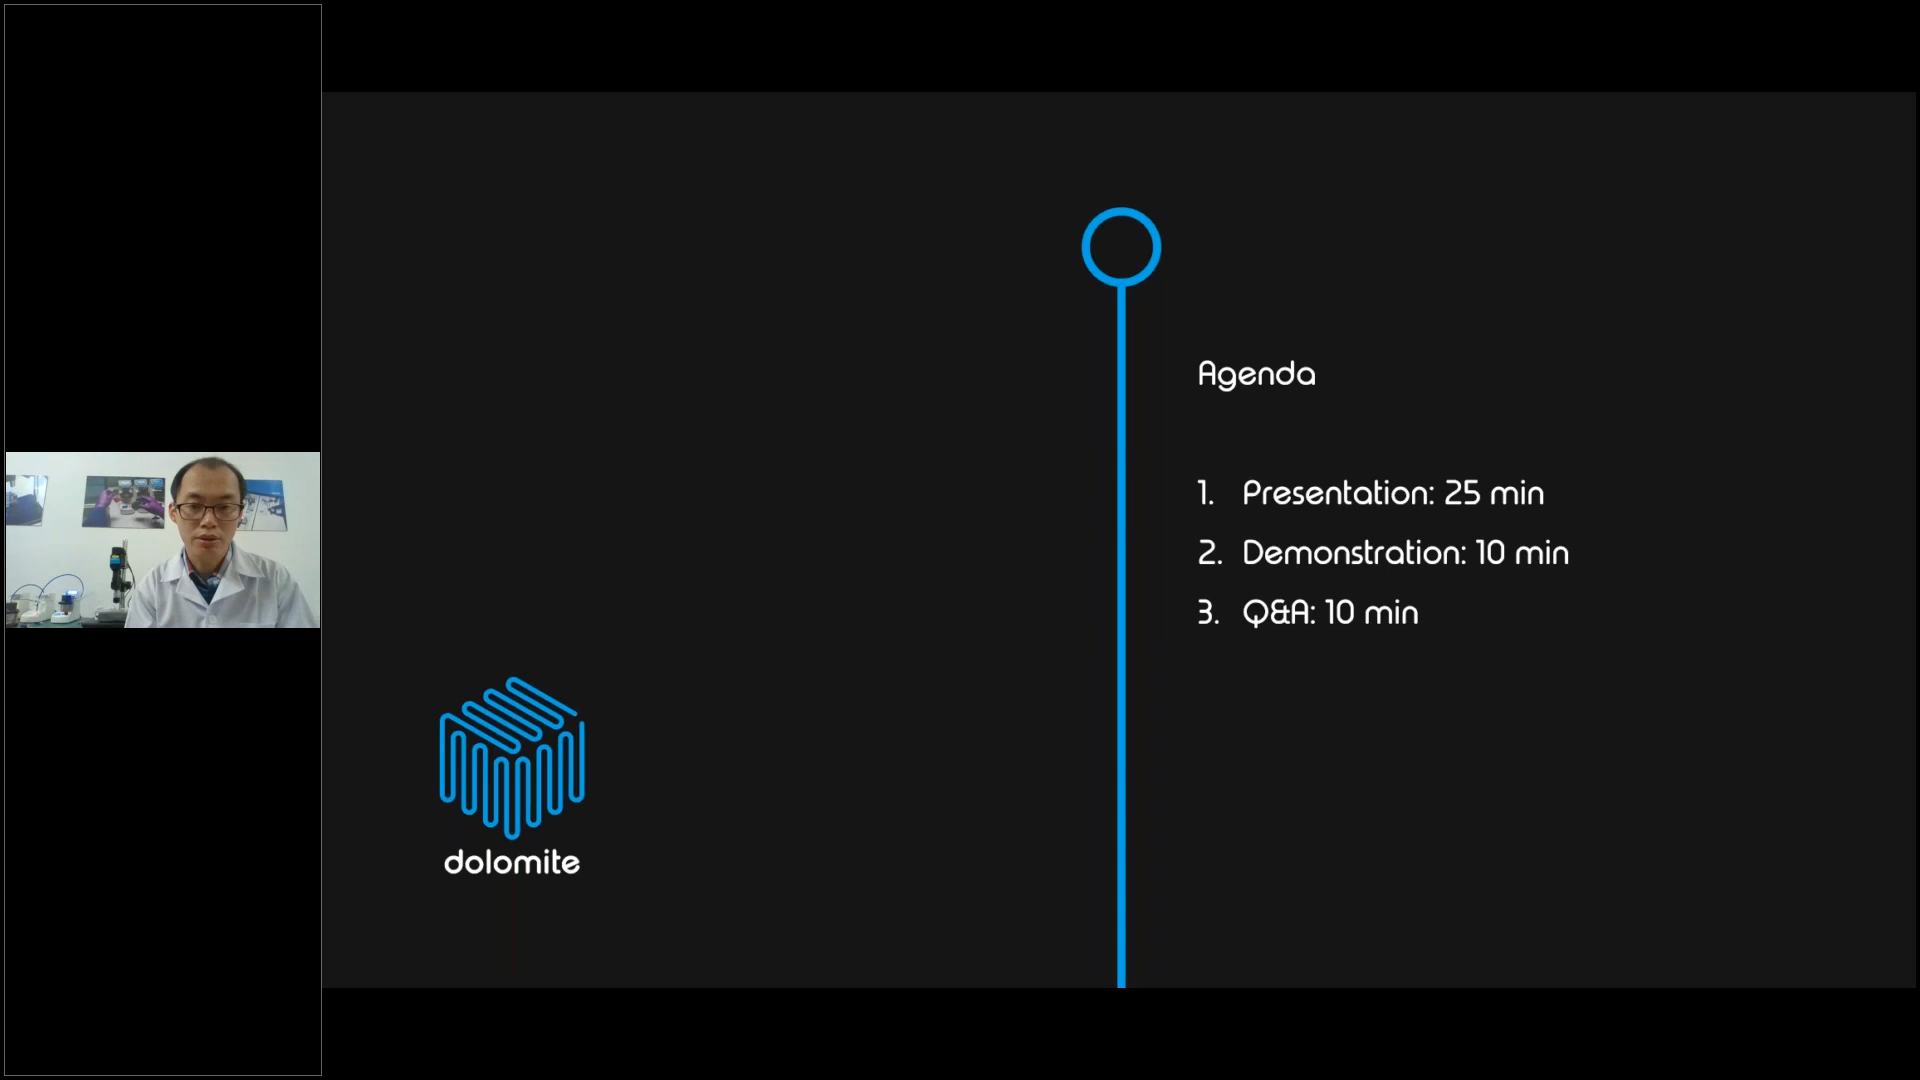 Agenda
1. Presentation: 25 min
2. Demonstration: 10 min
3. Q&A: 10 min
dolomite